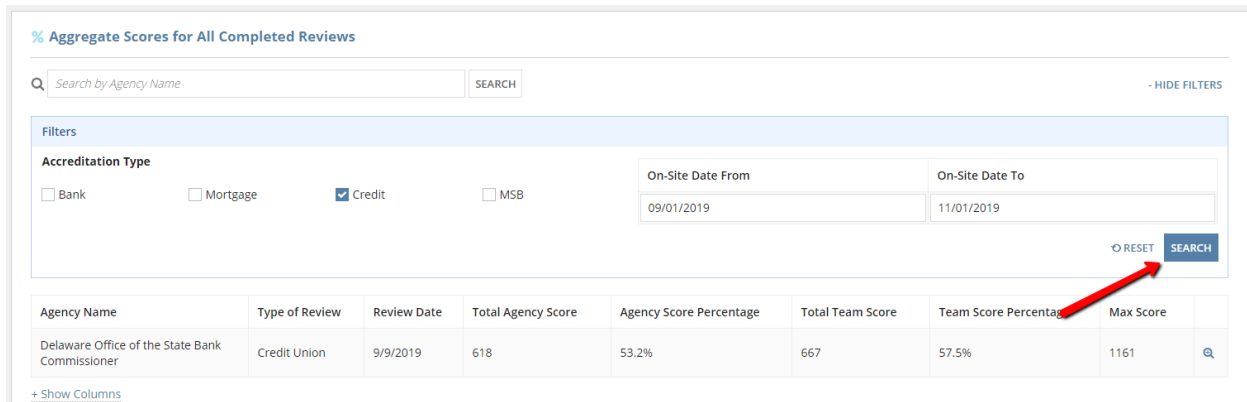 % Aggregate Scores for All Completed Reviews
Search by Agency Name
SEARCH
- HIDE FILTERS
Filters
Accreditation Type
Bank
Mortgage
Credit
MSB
On-Site Date From
On-Site Date To
09/01/2019
11/01/2019
RESET
SEARCH
Agency Name
Type of Review
Review Date
Total Agency Score
Agency Score Percentage
Total Team Score
Team Score Percentag
Max Score
Delaware Office of the State Bank
Commissioner
Credit Union
9/9/2019
618
53.2%
667
57.5%
1161
+ Show Columns